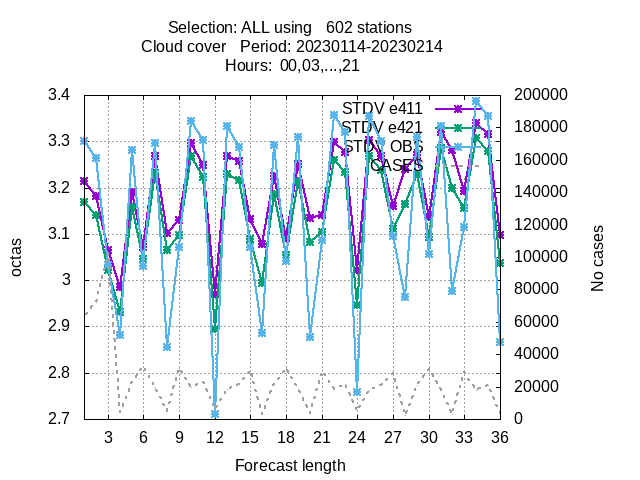 Selection: ALL using 602 stations
Cloud cover Period: 20230114-20230214
Hours: 00,03,...,21
3.4
3.3
3.2
3.1
3
2.9
2.8
2.7
octas
STDV e411
STDV e421
STDV OBS
CASES
200000
180000
160000
140000
120000
100000
80000
60000
40000
20000
0
No cases
3 6 9 12 15 18 21 24 27 30 33 36
Forecast length